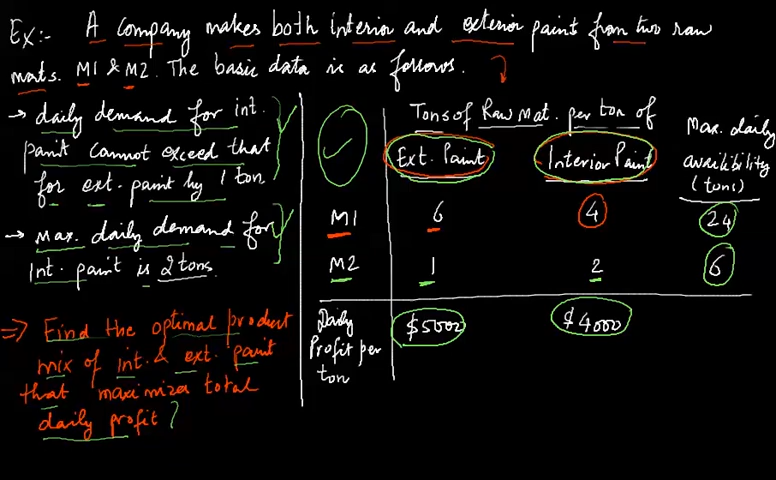 Ex:- A Company makes both interior and exterior paint from two raw
mats. M1 & M2. The basic data is as follows.
→ daily demand for int.
paint cannot exceed that
for ext. paint by 1 ton
→ Max. daily demand for
Int. paint is 2 tons.
⇒ Find the optimal product
mix of int. & ext. paint
that maximizes total
daily profit?
Tons of Raw Mat. per ton of
Ext. Paint Interior Paint
Max. daily
availibility
(tons)
M1 6 4 24
M2 1 2 6
Daily
Profit per
ton
$5000 $4000